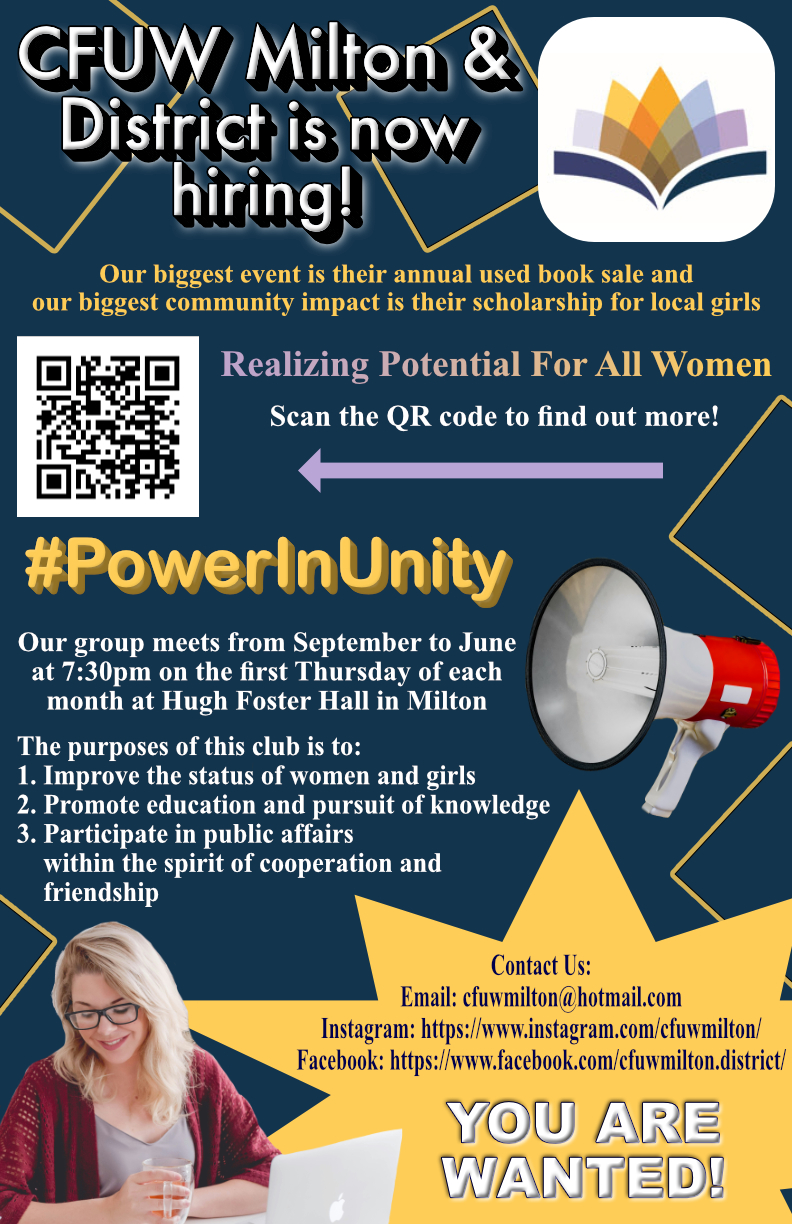 CFUW Milton &
District is now
hiring!
Our biggest event is their annual used book sale and
our biggest community impact is their scholarship for local girls
Realizing Potential For All Women
Scan the QR code to find out more!
#PowerInUnity
Our group meets from September to June
at 7:30pm on the first Thursday of each
month at Hugh Foster Hall in Milton
The purposes of this club is to:
1. Improve the status of women and girls
2. Promote education and pursuit of knowledge
3. Participate in public affairs
within the spirit of cooperation and
friendship
Contact Us:
Email: cfuwmilton@hotmail.com
Instagram: https://www.instagram.com/cfuwmilton/
Facebook: https://www.facebook.com/cfuwmilton.district/
YOU ARE
WANTED!